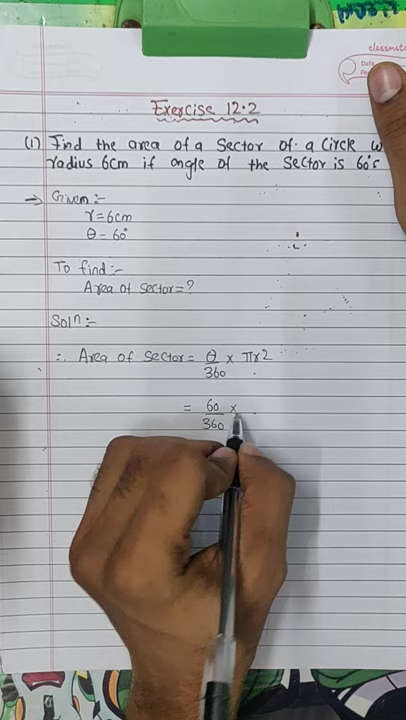 classmate
Date
Exercise 12.2
(1) Find the area of a Sector of a Circle w
radius 6cm if angle of the Sector is 60°
→ Given:-
r=6cm
θ=60°
To find:-
Area of sector=?
Solⁿ:-
∴ Area of Sector = θ/360 × πr2
= 60/360 ×